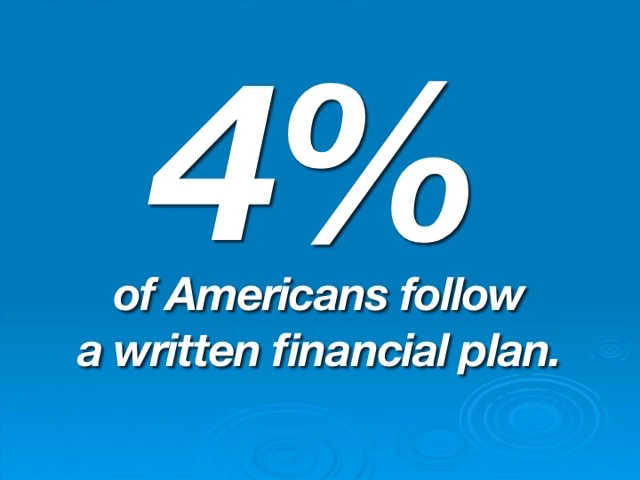 4%
of Americans follow
a written financial plan.